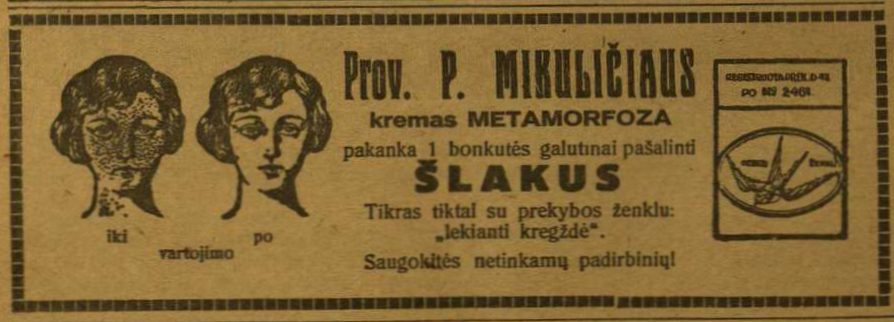 Prov. P. MIKULIČIAUS
kremas METAMORFOZA
pakanka 1 bonkutės galutinai pašalinti
ŠLAKUS
Tikras tiktai su prekybos ženklu:
„lekianti kregždė“.
Saugokitės netinkamų padirbinių!
iki po
vartojimo
PO № 2461